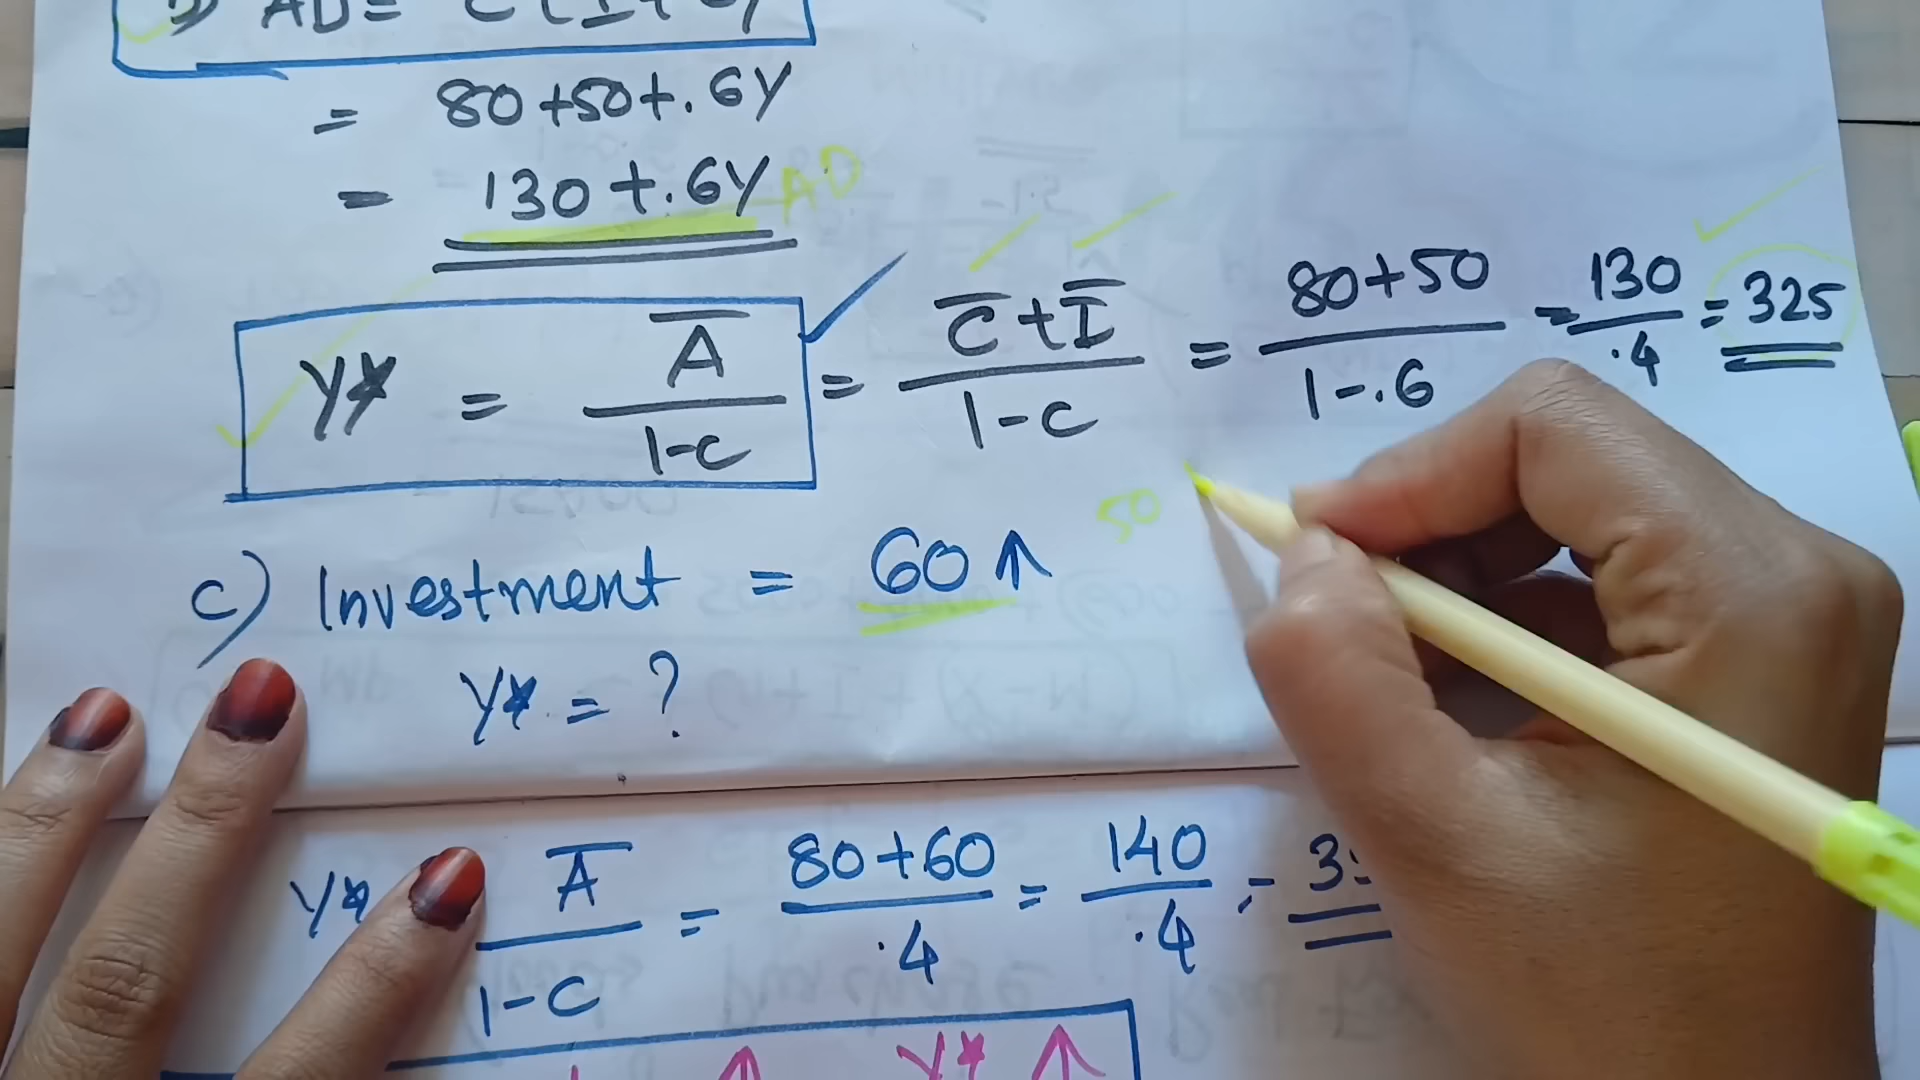 AD =
= 80+50+.6Y
= 130+.6Y AD
Y* = A̅ / 1-C = C̅+I̅ / 1-C = 80+50 / 1-.6 = 130 / .4 = 325
50
C) Investment = 60 ↑
Y* = ?
Y* A̅ / 1-C = 80+60 / .4 = 140 / .4 =
↑ Y* ↑